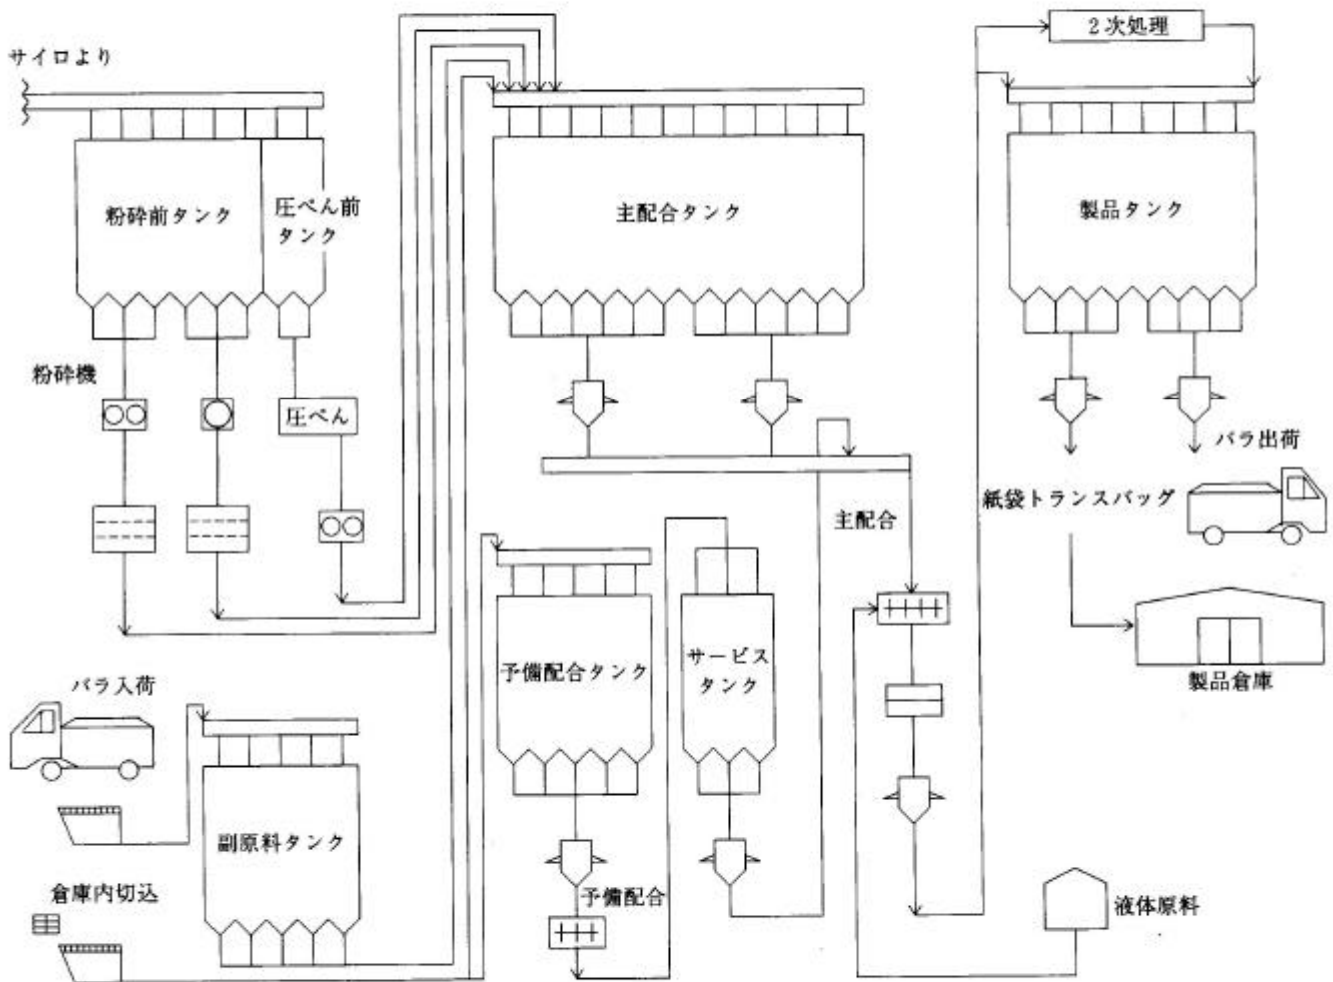 サイロより
2次処理
粉砕前タンク
圧ぺん前
タンク
主配合タンク
製品タンク
粉砕機
圧ぺん
バラ出荷
紙袋トランスバッグ
主配合
予備配合タンク
サービス
タンク
製品倉庫
バラ入荷
副原料タンク
倉庫内切込
予備配合
液体原料